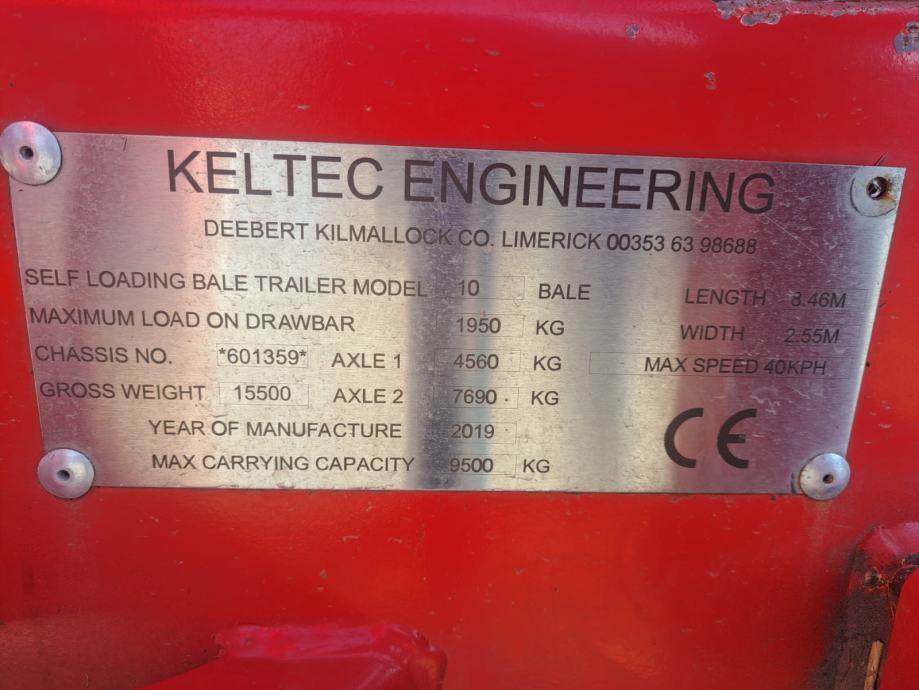 KELTEC ENGINEERING
DEEBERT KILMALLOCK CO. LIMERICK 00353 63 98688
SELF LOADING BALE TRAILER MODEL 10 BALE LENGTH 8.46M
MAXIMUM LOAD ON DRAWBAR 1950 KG WIDTH 2.55M
CHASSIS NO. *601359* AXLE 1 4560 KG MAX SPEED 40KPH
GROSS WEIGHT 15500 AXLE 2 7690 KG
YEAR OF MANUFACTURE 2019
MAX CARRYING CAPACITY 9500 KG
CE